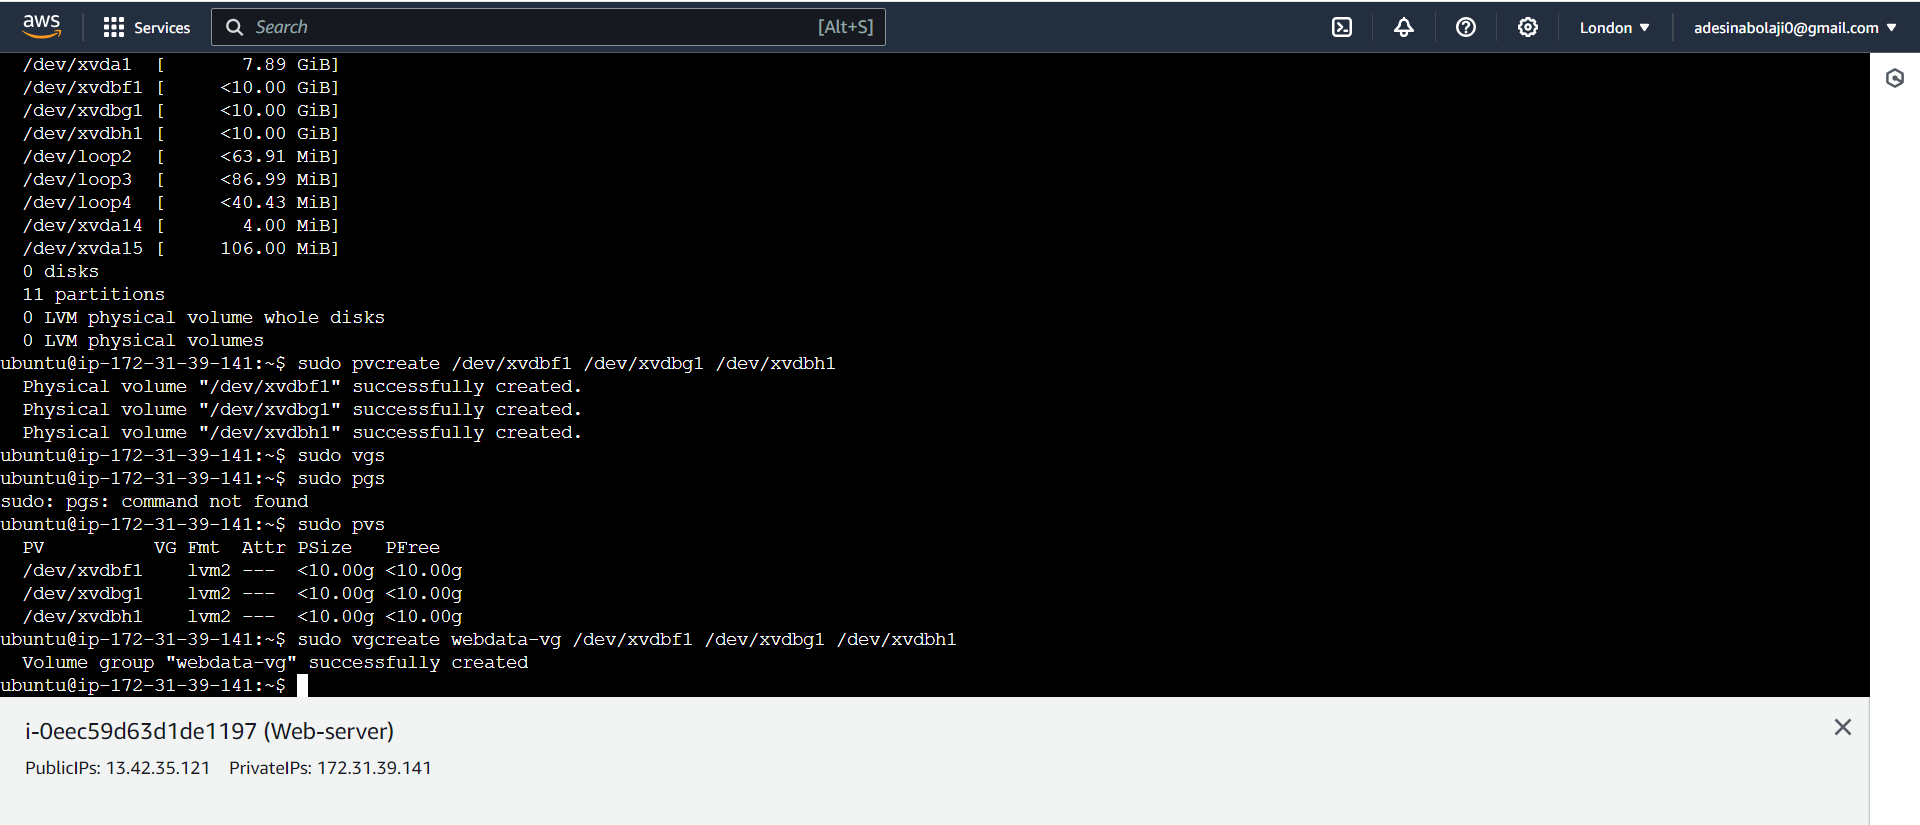 aws Services Search [Alt+S] London adesinabolaji0@gmail.com
/dev/xvda1 [ 7.89 GiB]
/dev/xvdbf1 [ <10.00 GiB]
/dev/xvdbg1 [ <10.00 GiB]
/dev/xvdbh1 [ <10.00 GiB]
/dev/loop2 [ <63.91 MiB]
/dev/loop3 [ <86.99 MiB]
/dev/loop4 [ <40.43 MiB]
/dev/xvda14 [ 4.00 MiB]
/dev/xvda15 [ 106.00 MiB]
0 disks
11 partitions
0 LVM physical volume whole disks
0 LVM physical volumes
ubuntu@ip-172-31-39-141:~$ sudo pvcreate /dev/xvdbf1 /dev/xvdbg1 /dev/xvdbh1
Physical volume "/dev/xvdbf1" successfully created.
Physical volume "/dev/xvdbg1" successfully created.
Physical volume "/dev/xvdbh1" successfully created.
ubuntu@ip-172-31-39-141:~$ sudo vgs
ubuntu@ip-172-31-39-141:~$ sudo pgs
sudo: pgs: command not found
ubuntu@ip-172-31-39-141:~$ sudo pvs
PV VG Fmt Attr PSize PFree
/dev/xvdbf1 lvm2 --- <10.00g <10.00g
/dev/xvdbg1 lvm2 --- <10.00g <10.00g
/dev/xvdbh1 lvm2 --- <10.00g <10.00g
ubuntu@ip-172-31-39-141:~$ sudo vgcreate webdata-vg /dev/xvdbf1 /dev/xvdbg1 /dev/xvdbh1
Volume group "webdata-vg" successfully created
ubuntu@ip-172-31-39-141:~$
i-0eec59d63d1de1197 (Web-server)
PublicIPs: 13.42.35.121 PrivateIPs: 172.31.39.141